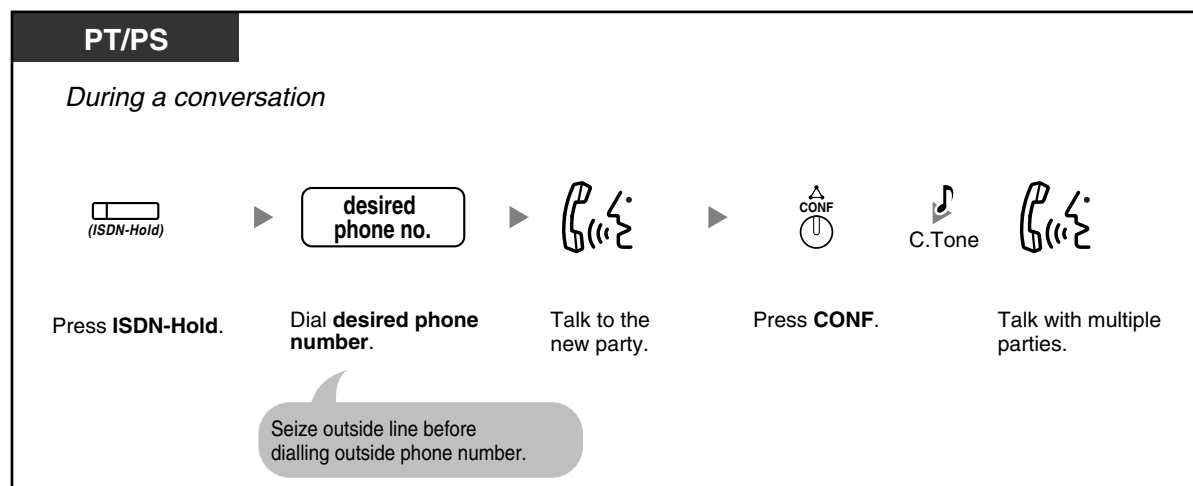 PT/PS
During a conversation
(ISDN-Hold)
desired
phone no.
CONF
C.Tone
Press ISDN-Hold.
Dial desired phone
number.
Talk to the
new party.
Press CONF.
Talk with multiple
parties.
Seize outside line before
dialling outside phone number.